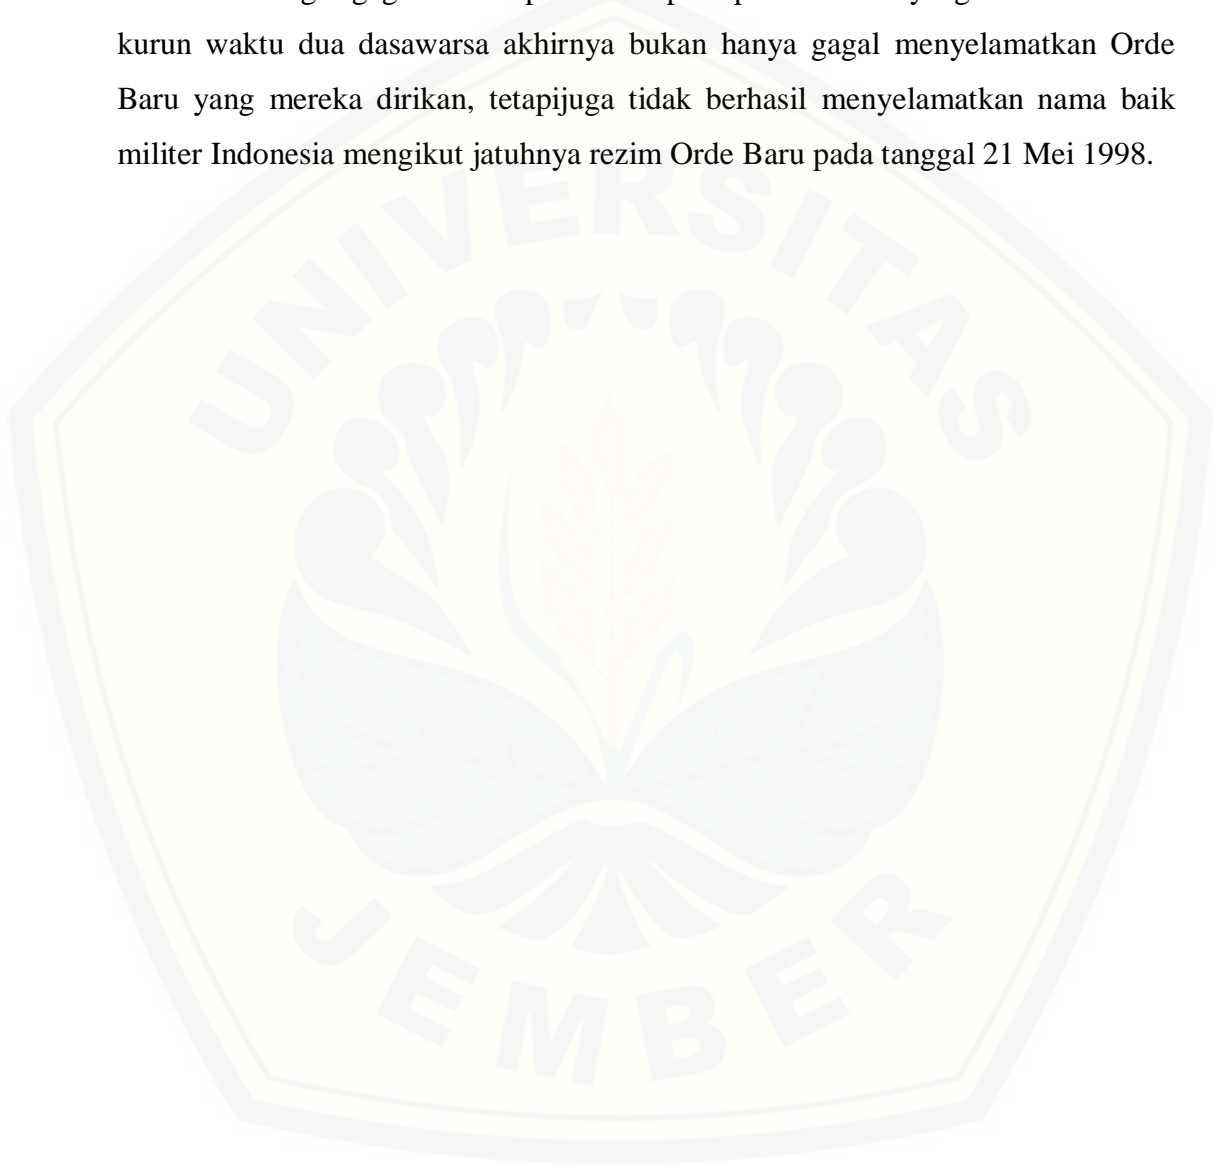 kurun waktu dua dasawarsa akhirnya bukan hanya gagal menyelamatkan Orde
Baru yang mereka dirikan, tetapijuga tidak berhasil menyelamatkan nama baik
militer Indonesia mengikut jatuhnya rezim Orde Baru pada tanggal 21 Mei 1998.
UNIVERSITAS
JEMBER